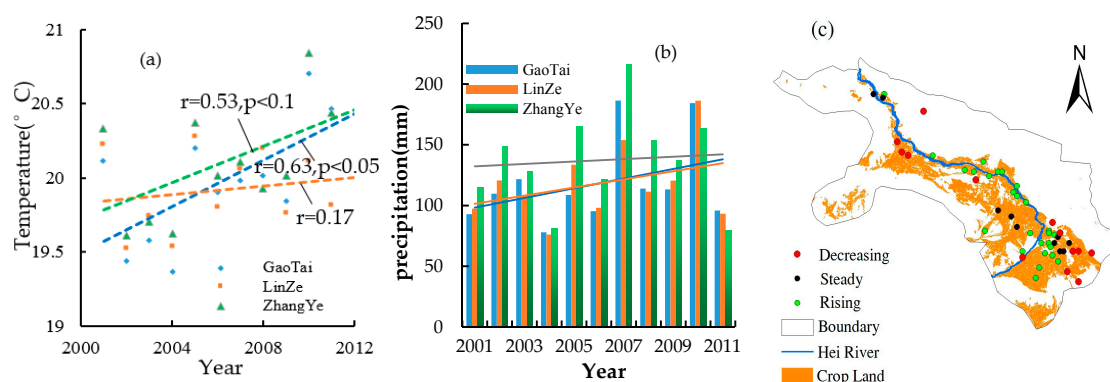 (a)
Temperature(° C)
21
20.5
20
19.5
19
2000
2004
2008
2012
Year
r=0.53,p<0.1
r=0.63,p<0.05
r=0.17
GaoTai
LinZe
ZhangYe
(b)
precipitation(mm)
250
200
150
100
50
0
2001
2003
2005
2007
2009
2011
Year
GaoTai
LinZe
ZhangYe
(c)
N
Decreasing
Steady
Rising
Boundary
Hei River
Crop Land